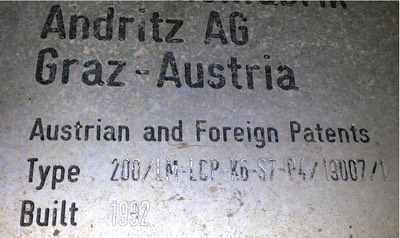 Andritz AG
Graz-Austria
Austrian and Foreign Patents
Type 200/LM-LCP-K6-S7-P4/19007/1
Built 1992